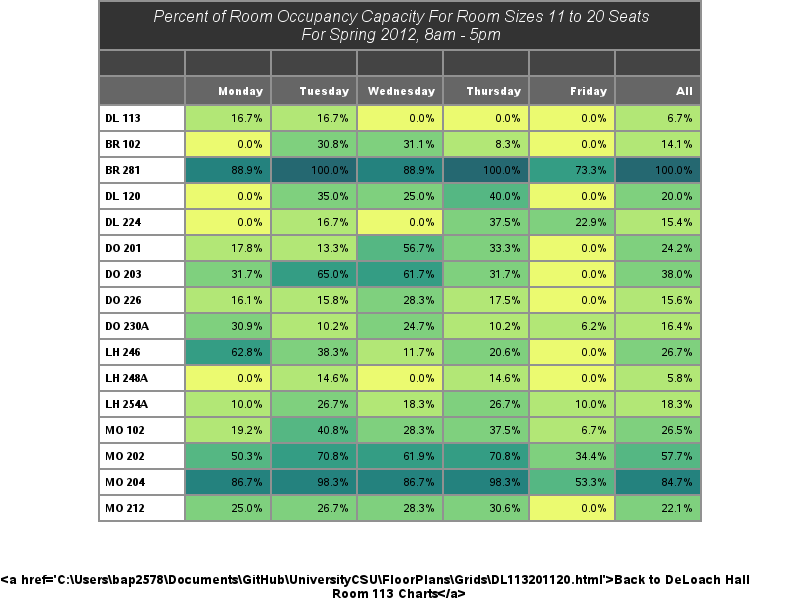 Percent of Room Occupancy Capacity For Room Sizes 11 to 20 Seats
For Spring 2012, 8am - 5pm
Monday Tuesday Wednesday Thursday Friday All
DL 113 16.7% 16.7% 0.0% 0.0% 0.0% 6.7%
BR 102 0.0% 30.8% 31.1% 8.3% 0.0% 14.1%
BR 281 88.9% 100.0% 88.9% 100.0% 73.3% 100.0%
DL 120 0.0% 35.0% 25.0% 40.0% 0.0% 20.0%
DL 224 0.0% 16.7% 0.0% 37.5% 22.9% 15.4%
DO 201 17.8% 13.3% 56.7% 33.3% 0.0% 24.2%
DO 203 31.7% 65.0% 61.7% 31.7% 0.0% 38.0%
DO 226 16.1% 15.8% 28.3% 17.5% 0.0% 15.6%
DO 230A 30.9% 10.2% 24.7% 10.2% 6.2% 16.4%
LH 246 62.8% 38.3% 11.7% 20.6% 0.0% 26.7%
LH 248A 0.0% 14.6% 0.0% 14.6% 0.0% 5.8%
LH 254A 10.0% 26.7% 18.3% 26.7% 10.0% 18.3%
MO 102 19.2% 40.8% 28.3% 37.5% 6.7% 26.5%
MO 202 50.3% 70.8% 61.9% 70.8% 34.4% 57.7%
MO 204 86.7% 98.3% 86.7% 98.3% 53.3% 84.7%
MO 212 25.0% 26.7% 28.3% 30.6% 0.0% 22.1%
<a href='C:\Users\bap2578\Documents\GitHub\UniversityCSU\FloorPlans\Grids\DL113201120.html'>Back to DeLoach Hall
Room 113 Charts</a>